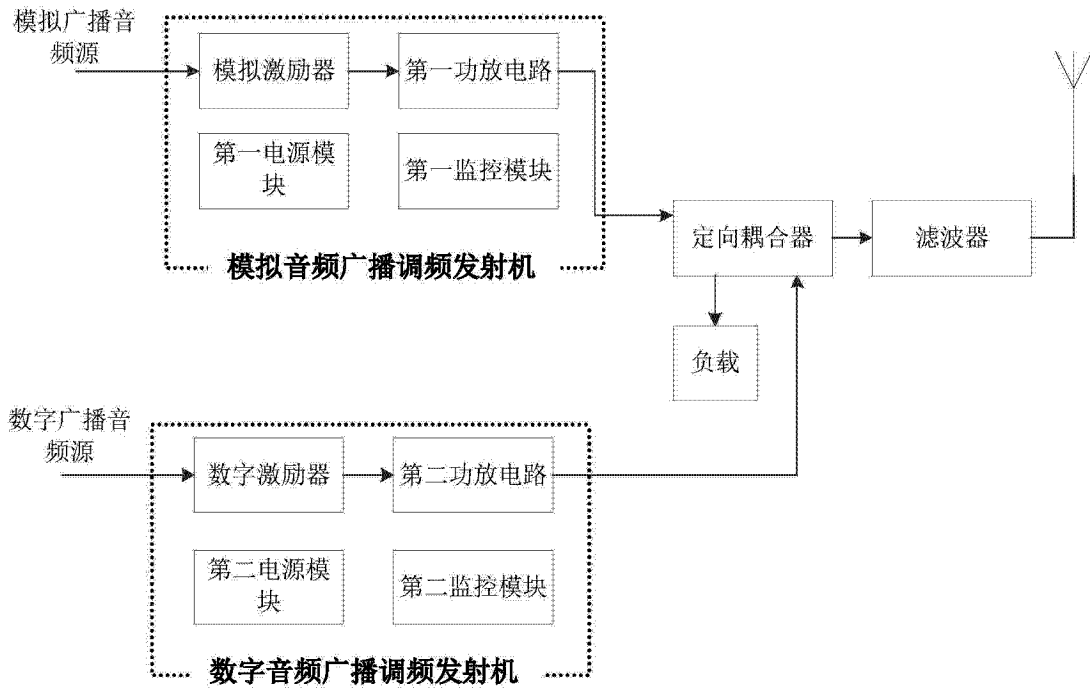 模拟广播音
频源
模拟激励器
第一功放电路
第一电源模
块
第一监控模块
模拟音频广播调频发射机
定向耦合器
滤波器
负载
数字广播音
频源
数字激励器
第二功放电路
第二电源模
块
第二监控模块
数字音频广播调频发射机